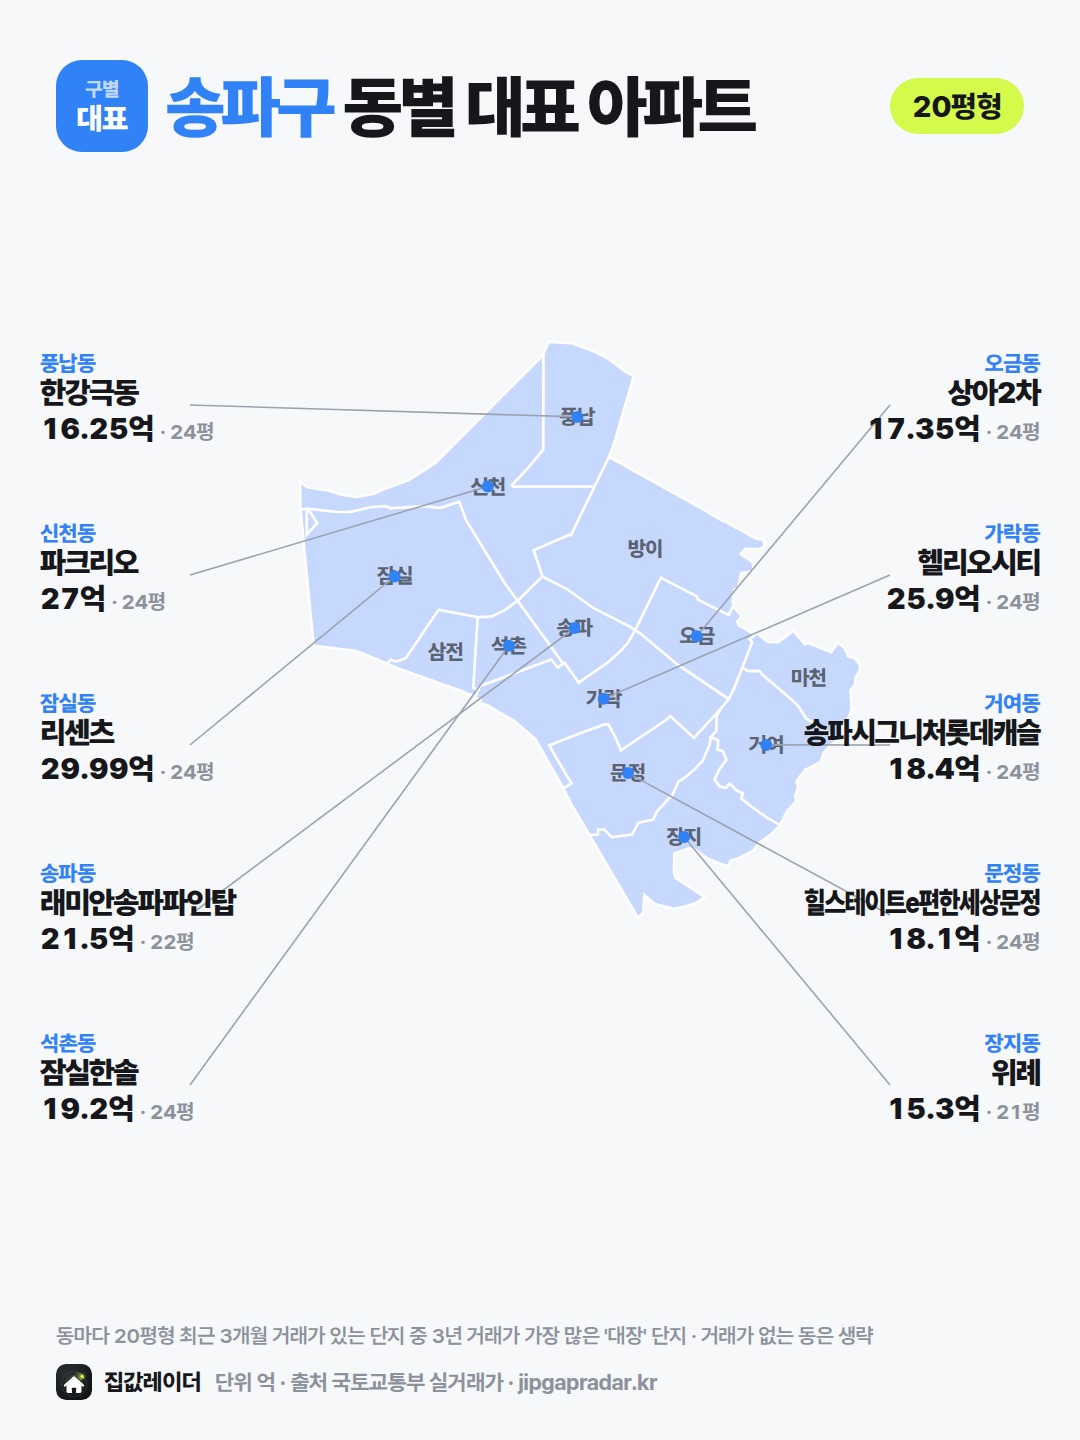 구별
대표
송파구 동별 대표 아파트
20평형
풍납동
한강극동
16.25억 · 24평
신천동
파크리오
27억 · 24평
잠실동
리센츠
29.99억 · 24평
송파동
래미안송파파인탑
21.5억 · 22평
석촌동
잠실한솔
19.2억 · 24평
풍납
신천
방이
잠실
송파
오금
삼전
석촌
마천
가락
거여
문정
장지
오금동
상아2차
17.35억 · 24평
가락동
헬리오시티
25.9억 · 24평
거여동
송파시그니처롯데캐슬
18.4억 · 24평
문정동
힐스테이트e편한세상문정
18.1억 · 24평
장지동
위례
15.3억 · 21평
동마다 20평형 최근 3개월 거래가 있는 단지 중 3년 거래가 가장 많은 '대장' 단지 · 거래가 없는 동은 생략
집값레이더 단위 억 · 출처 국토교통부 실거래가 · jipgapradar.kr